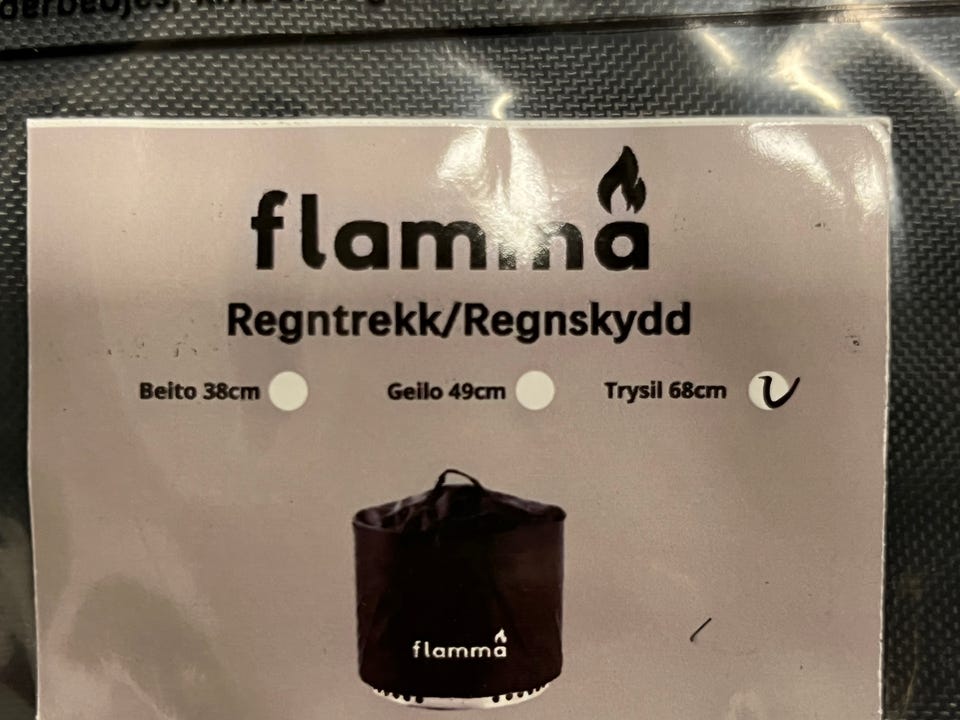 flamma
Regntrekk/Regnskydd
Beito 38cm Geilo 49cm Trysil 68cm
flamma